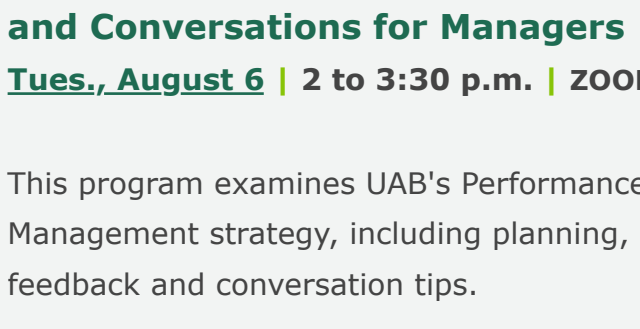 and Conversations for Managers
Tues., August 6 | 2 to 3:30 p.m. |
This program examines UAB's Performance
Management strategy, including planning,
feedback and conversation tips.